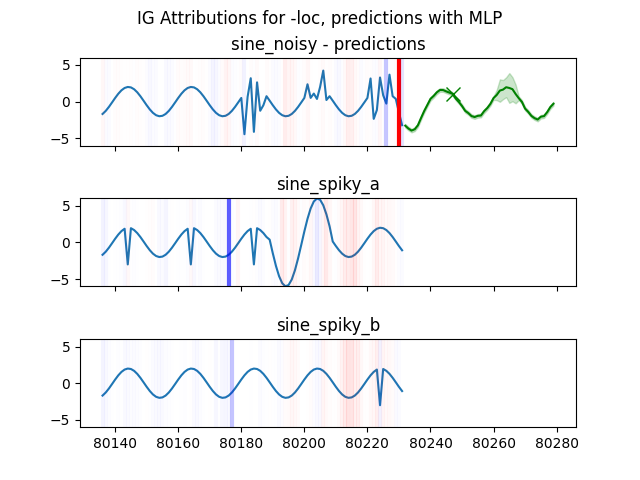 IG Attributions for -loc, predictions with MLP
sine_noisy - predictions
5
0
−5
sine_spiky_a
5
0
−5
sine_spiky_b
5
0
−5
80140 80160 80180 80200 80220 80240 80260 80280